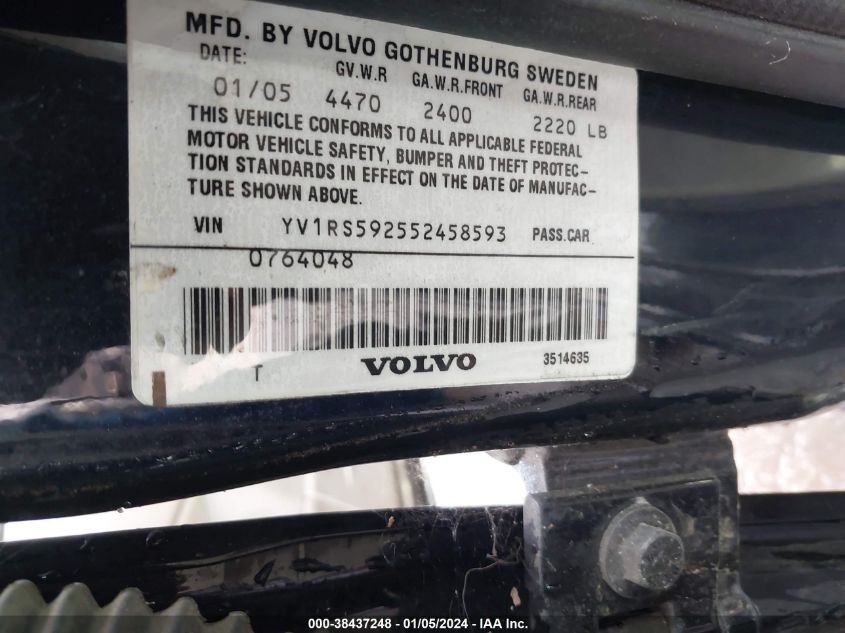 MFD. BY VOLVO GOTHENBURG SWEDEN
DATE: GV.W.R GA.W.R.FRONT GA.W.R.REAR
01/05 4470 2400 2220 LB
THIS VEHICLE CONFORMS TO ALL APPLICABLE FEDERAL
MOTOR VEHICLE SAFETY, BUMPER AND THEFT PROTEC-
TION STANDARDS IN EFFECT ON THE DATE OF MANUFAC-
TURE SHOWN ABOVE.
VIN YV1RS592552458593 PASS.CAR
0764048
T VOLVO 3514635
000-38437248 - 01/05/2024 - IAA Inc.